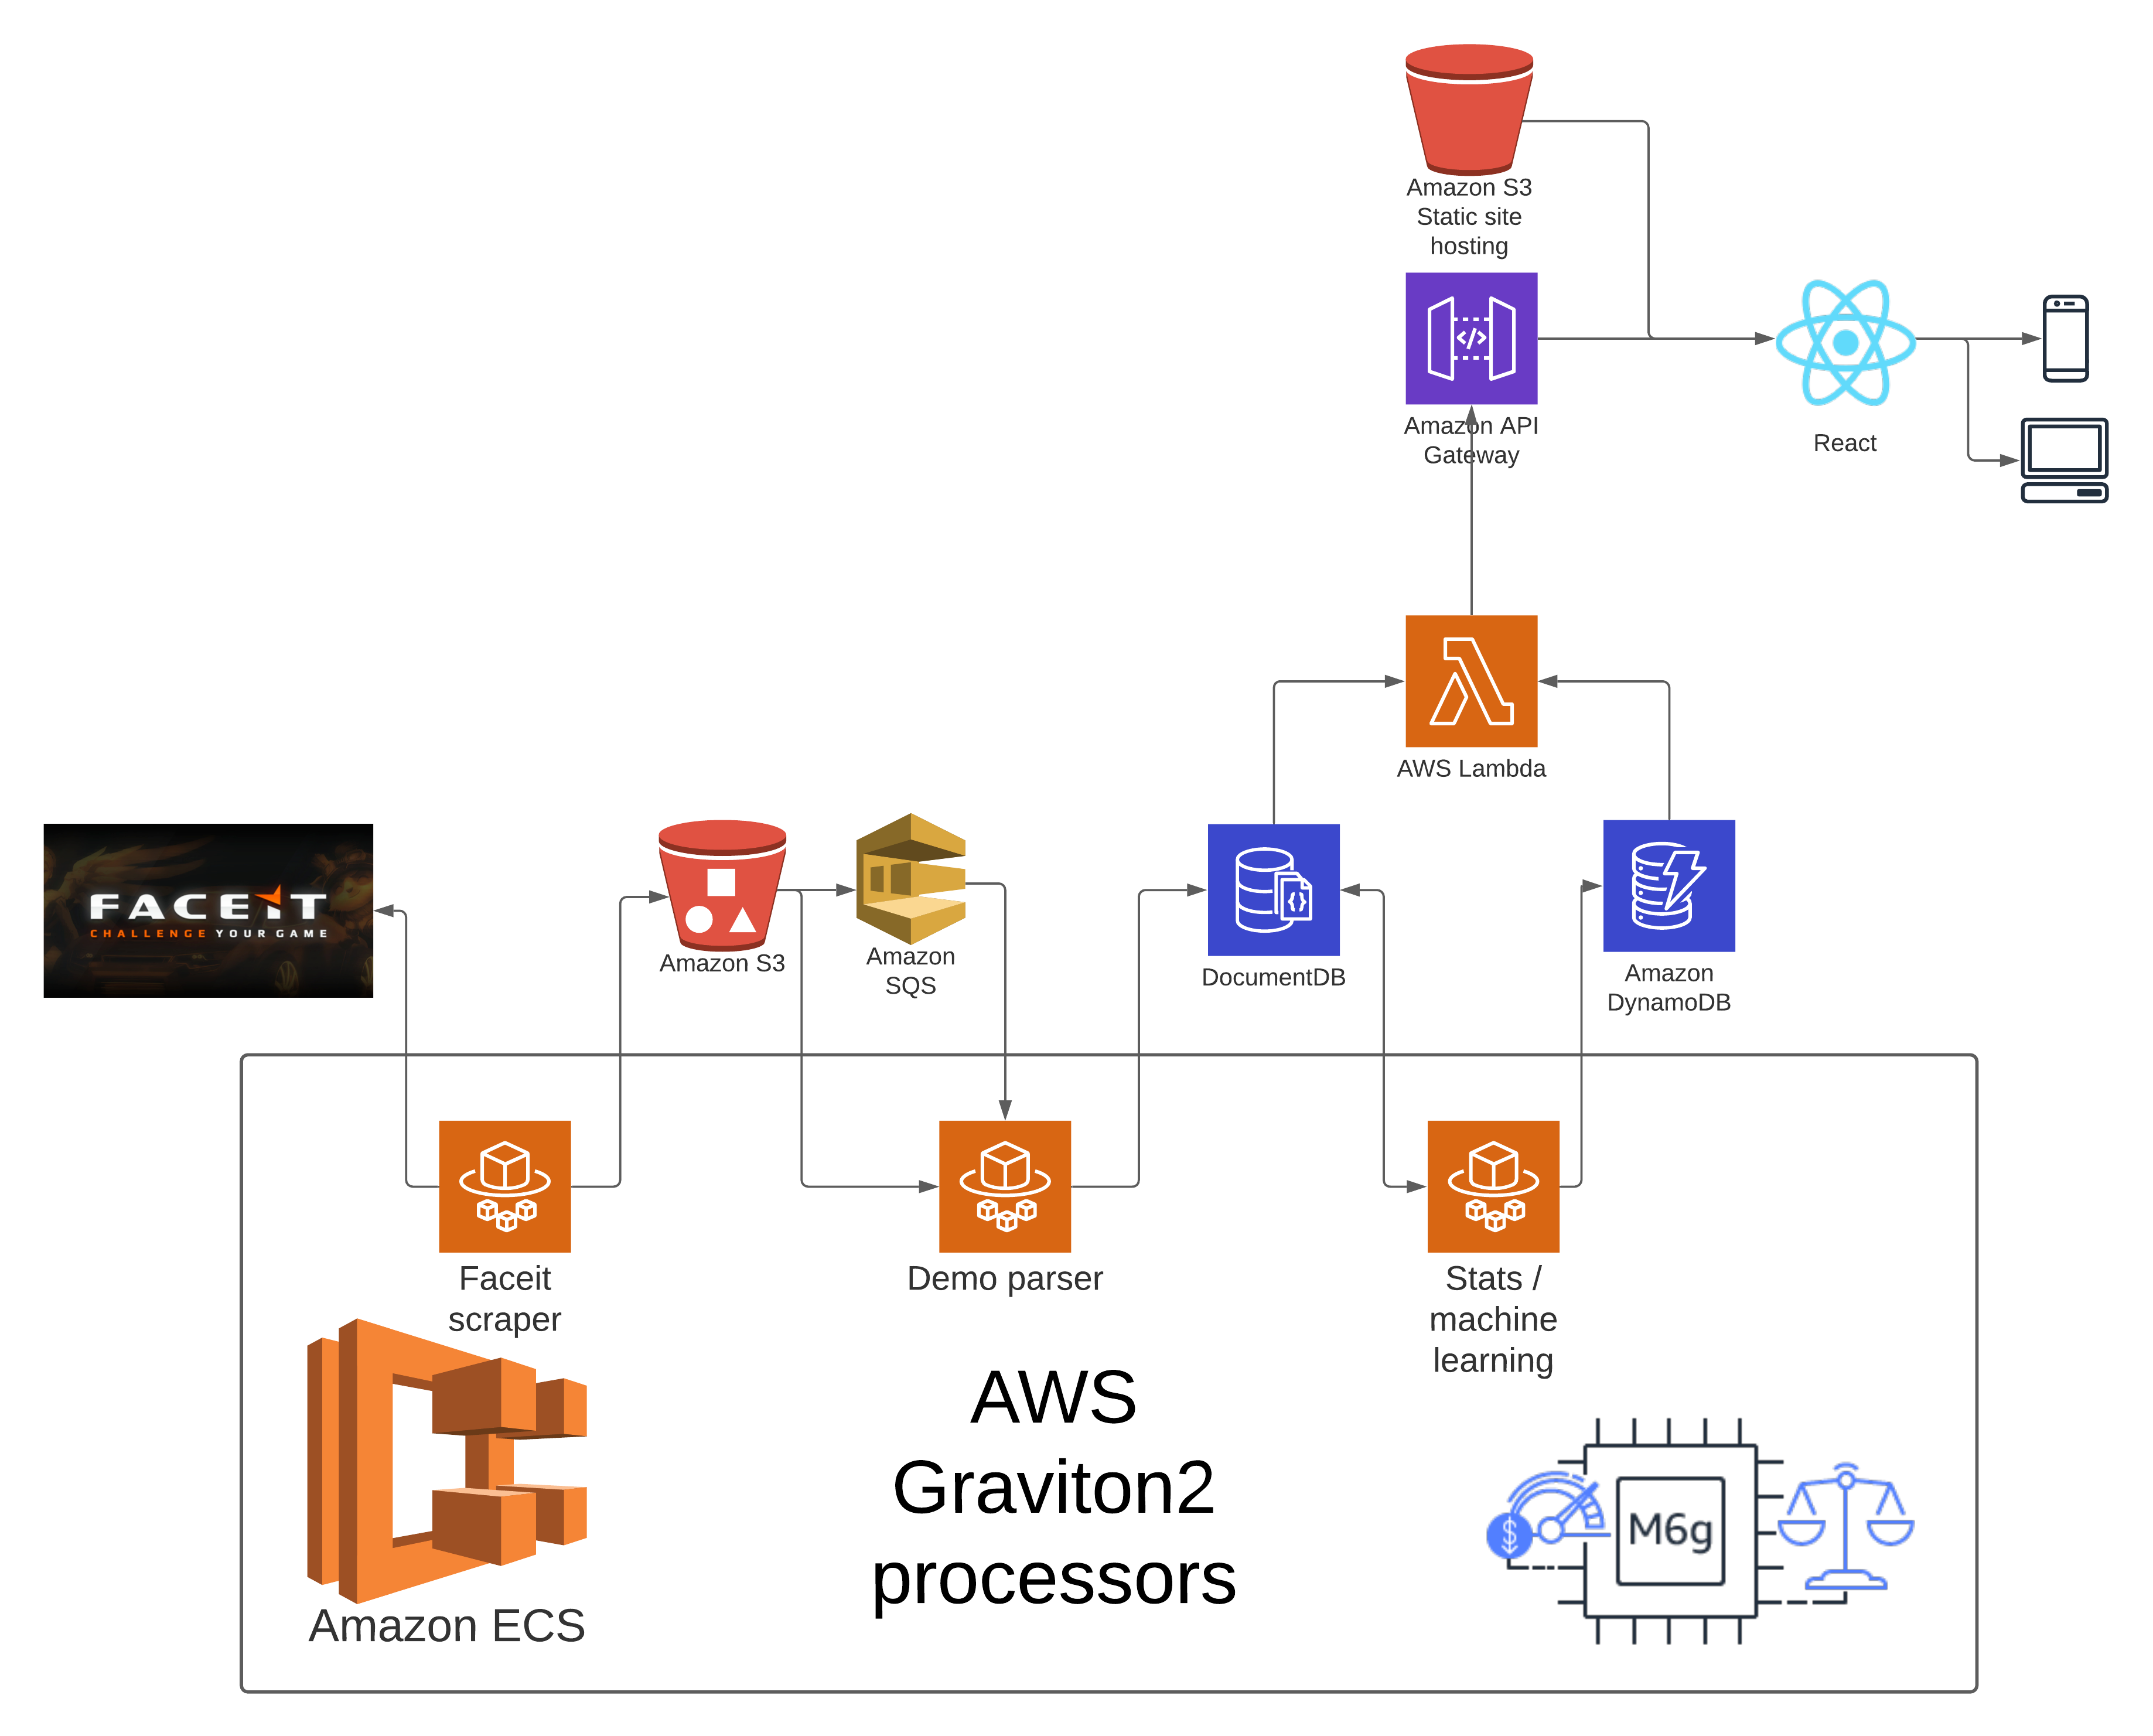 Amazon S3
Static site
hosting
Amazon API
Gateway
React
AWS Lambda
FACEIT
CHALLENGE YOUR GAME
Amazon S3
Amazon
SQS
DocumentDB
Amazon
DynamoDB
Faceit
scraper
Demo parser
Stats /
machine
learning
AWS
Graviton2
processors
M6g
Amazon ECS